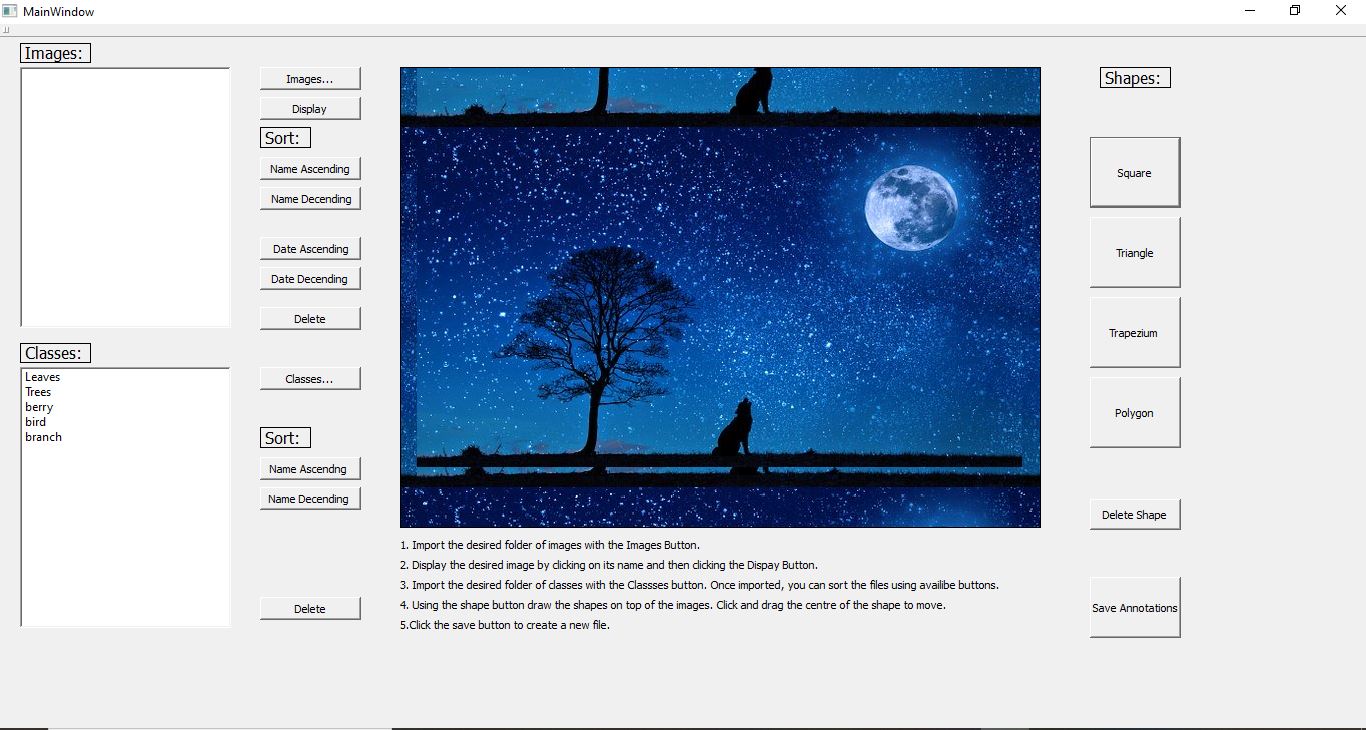 MainWindow
Images:
Images...
Display
Sort:
Name Ascending
Name Decending
Date Ascending
Date Decending
Delete
Classes:
Leaves
Trees
berry
bird
branch
Classes...
Sort:
Name Ascendng
Name Decending
Delete
1. Import the desired folder of images with the Images Button.
2. Display the desired image by clicking on its name and then clicking the Dispay Button.
3. Import the desired folder of classes with the Classses button. Once imported, you can sort the files using availibe buttons.
4. Using the shape button draw the shapes on top of the images. Click and drag the centre of the shape to move.
5.Click the save button to create a new file.
Shapes:
Square
Triangle
Trapezium
Polygon
Delete Shape
Save Annotations